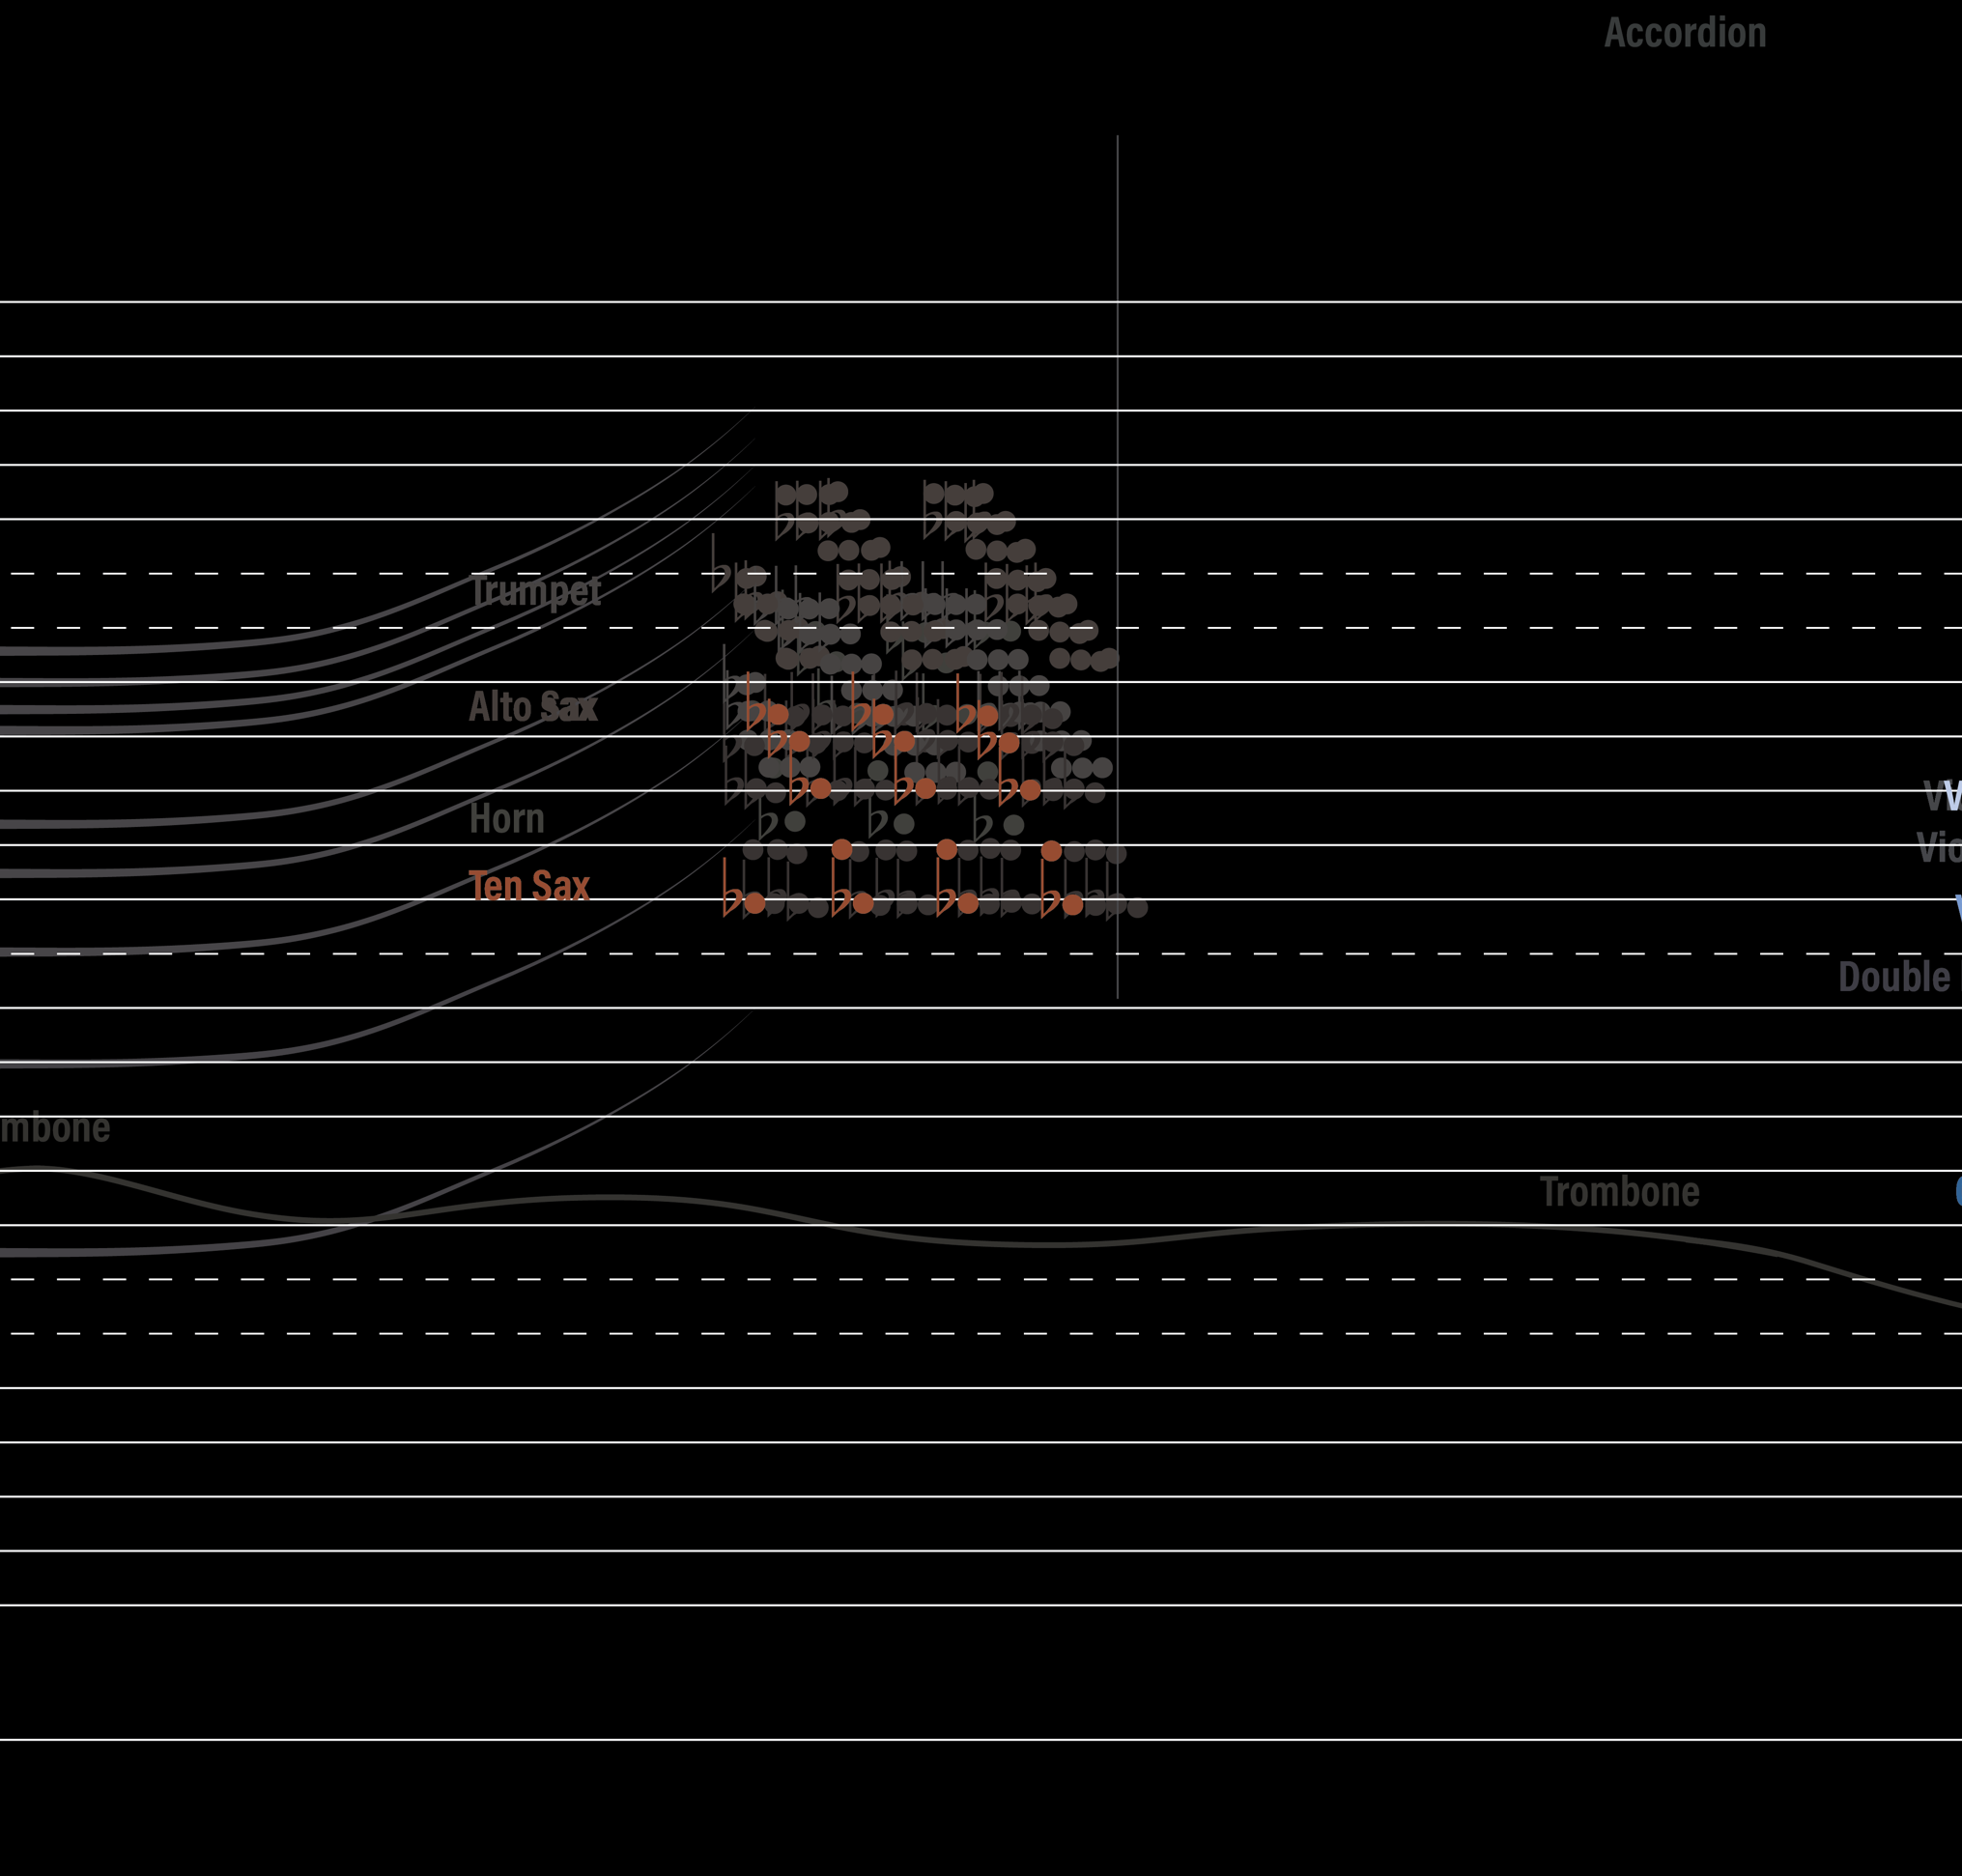 Accordion
Trumpet
Alto Sax
Horn
Ten Sax
Double
mbone
Trombone